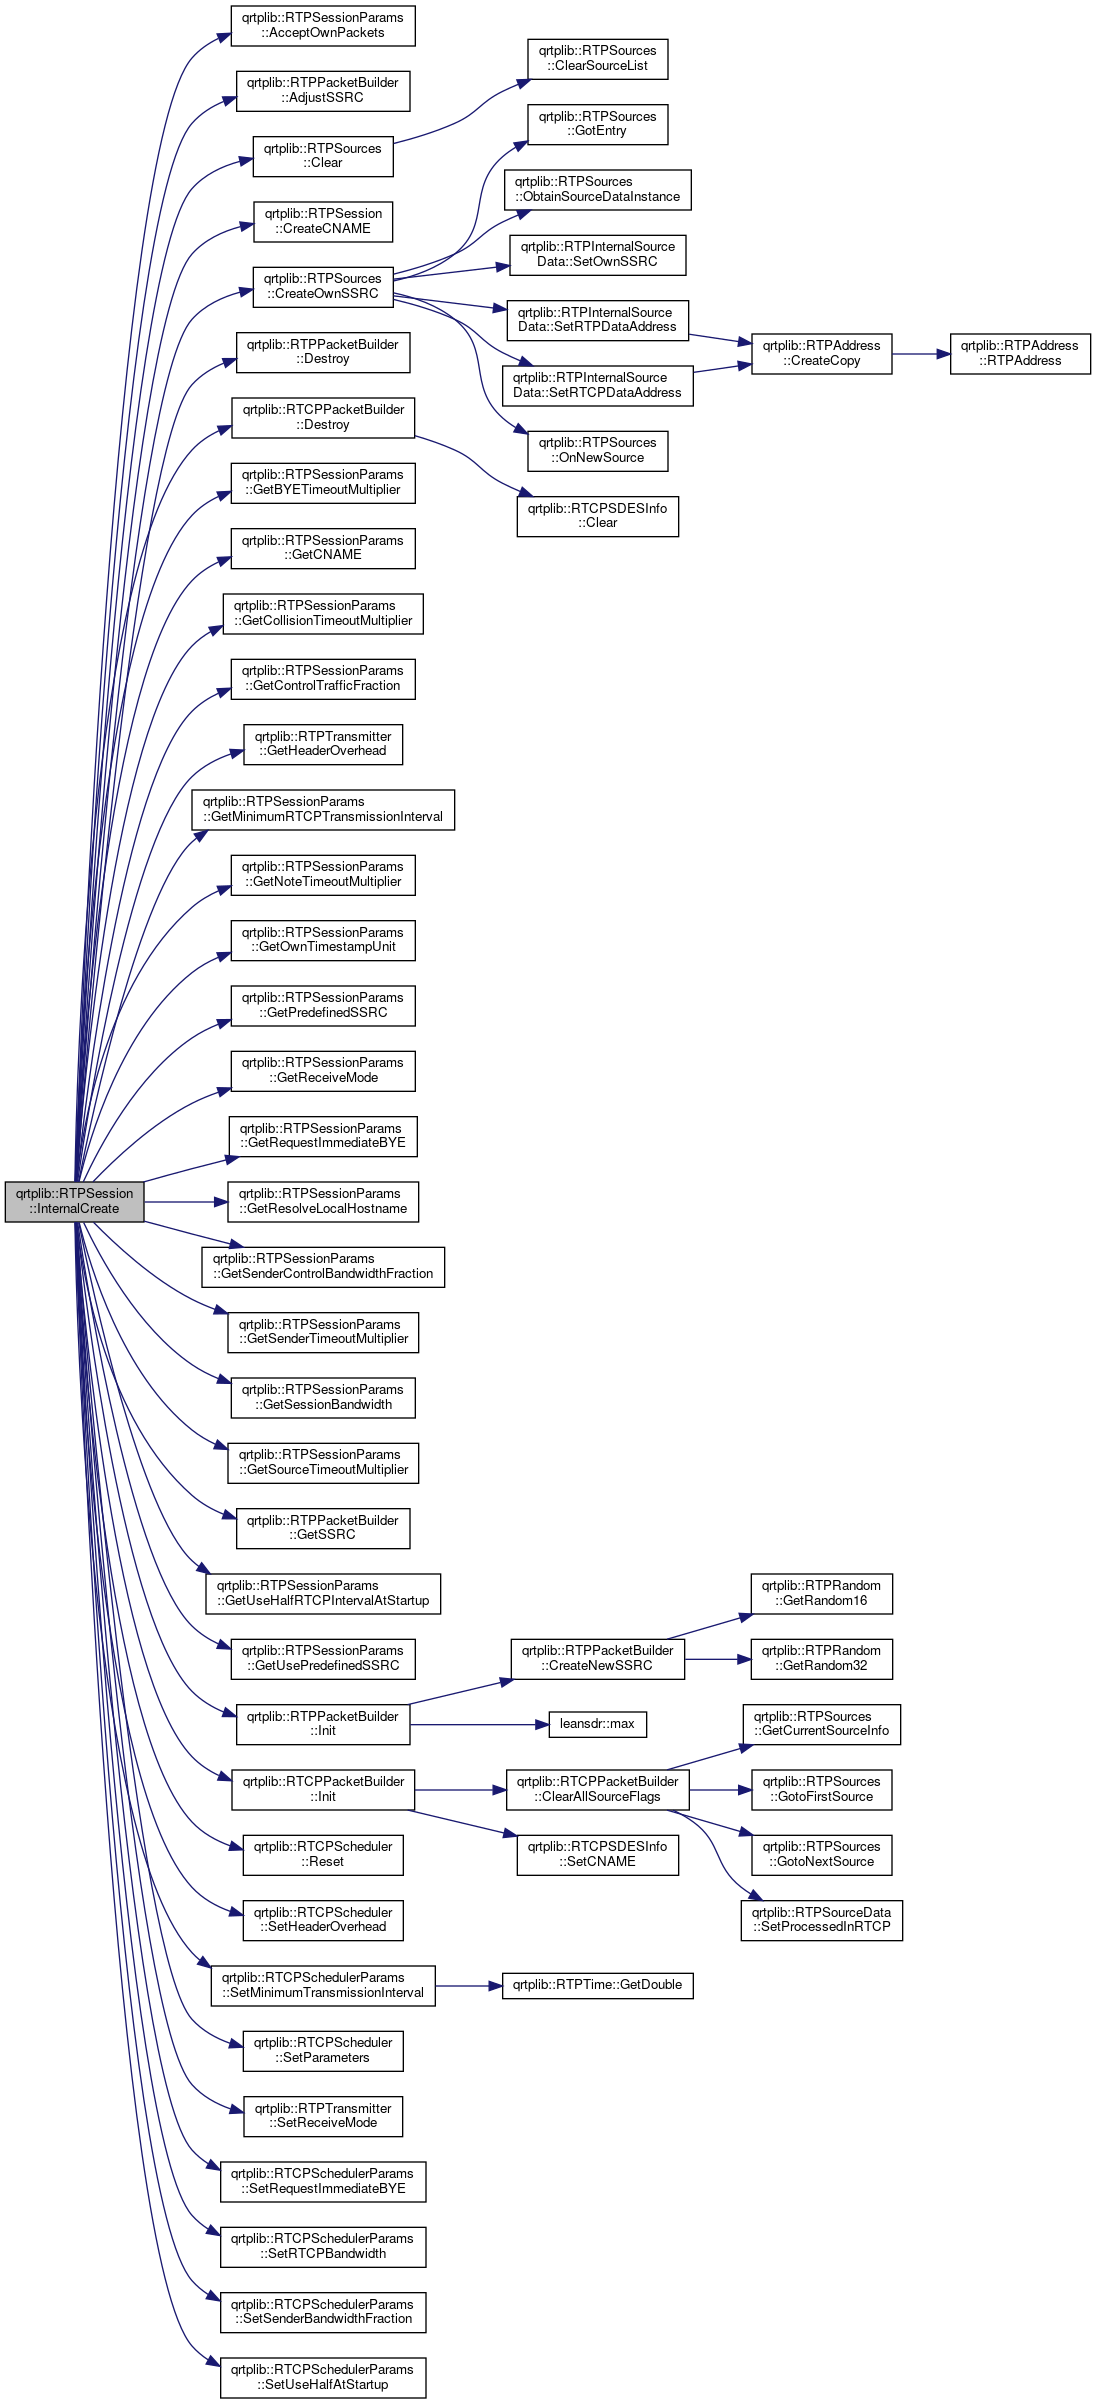 qrtplib::RTPSession
::InternalCreate
qrtplib::RTPSessionParams
::AcceptOwnPackets
qrtplib::RTPPacketBuilder
::AdjustSSRC
qrtplib::RTPSources
::Clear
qrtplib::RTPSources
::ClearSourceList
qrtplib::RTPSession
::CreateCNAME
qrtplib::RTPSources
::CreateOwnSSRC
qrtplib::RTPSources
::GotEntry
qrtplib::RTPSources
::ObtainSourceDataInstance
qrtplib::RTPInternalSource
Data::SetOwnSSRC
qrtplib::RTPInternalSource
Data::SetRTPDataAddress
qrtplib::RTPInternalSource
Data::SetRTCPDataAddress
qrtplib::RTPAddress
::CreateCopy
qrtplib::RTPAddress
::RTPAddress
qrtplib::RTPSources
::OnNewSource
qrtplib::RTPPacketBuilder
::Destroy
qrtplib::RTCPPacketBuilder
::Destroy
qrtplib::RTCPSDESInfo
::Clear
qrtplib::RTPSessionParams
::GetBYETimeoutMultiplier
qrtplib::RTPSessionParams
::GetCNAME
qrtplib::RTPSessionParams
::GetCollisionTimeoutMultiplier
qrtplib::RTPSessionParams
::GetControlTrafficFraction
qrtplib::RTPTransmitter
::GetHeaderOverhead
qrtplib::RTPSessionParams
::GetMinimumRTCPTransmissionInterval
qrtplib::RTPSessionParams
::GetNoteTimeoutMultiplier
qrtplib::RTPSessionParams
::GetOwnTimestampUnit
qrtplib::RTPSessionParams
::GetPredefinedSSRC
qrtplib::RTPSessionParams
::GetReceiveMode
qrtplib::RTPSessionParams
::GetRequestImmediateBYE
qrtplib::RTPSessionParams
::GetResolveLocalHostname
qrtplib::RTPSessionParams
::GetSenderControlBandwidthFraction
qrtplib::RTPSessionParams
::GetSenderTimeoutMultiplier
qrtplib::RTPSessionParams
::GetSessionBandwidth
qrtplib::RTPSessionParams
::GetSourceTimeoutMultiplier
qrtplib::RTPPacketBuilder
::GetSSRC
qrtplib::RTPSessionParams
::GetUseHalfRTCPIntervalAtStartup
qrtplib::RTPSessionParams
::GetUsePredefinedSSRC
qrtplib::RTPPacketBuilder
::Init
qrtplib::RTPPacketBuilder
::CreateNewSSRC
qrtplib::RTPRandom
::GetRandom16
qrtplib::RTPRandom
::GetRandom32
leansdr::max
qrtplib::RTCPPacketBuilder
::Init
qrtplib::RTCPPacketBuilder
::ClearAllSourceFlags
qrtplib::RTPSources
::GetCurrentSourceInfo
qrtplib::RTPSources
::GotoFirstSource
qrtplib::RTPSources
::GotoNextSource
qrtplib::RTPSourceData
::SetProcessedInRTCP
qrtplib::RTCPSDESInfo
::SetCNAME
qrtplib::RTCPScheduler
::Reset
qrtplib::RTCPScheduler
::SetHeaderOverhead
qrtplib::RTCPSchedulerParams
::SetMinimumTransmissionInterval
qrtplib::RTPTime::GetDouble
qrtplib::RTCPScheduler
::SetParameters
qrtplib::RTPTransmitter
::SetReceiveMode
qrtplib::RTCPSchedulerParams
::SetRequestImmediateBYE
qrtplib::RTCPSchedulerParams
::SetRTCPBandwidth
qrtplib::RTCPSchedulerParams
::SetSenderBandwidthFraction
qrtplib::RTCPSchedulerParams
::SetUseHalfAtStartup